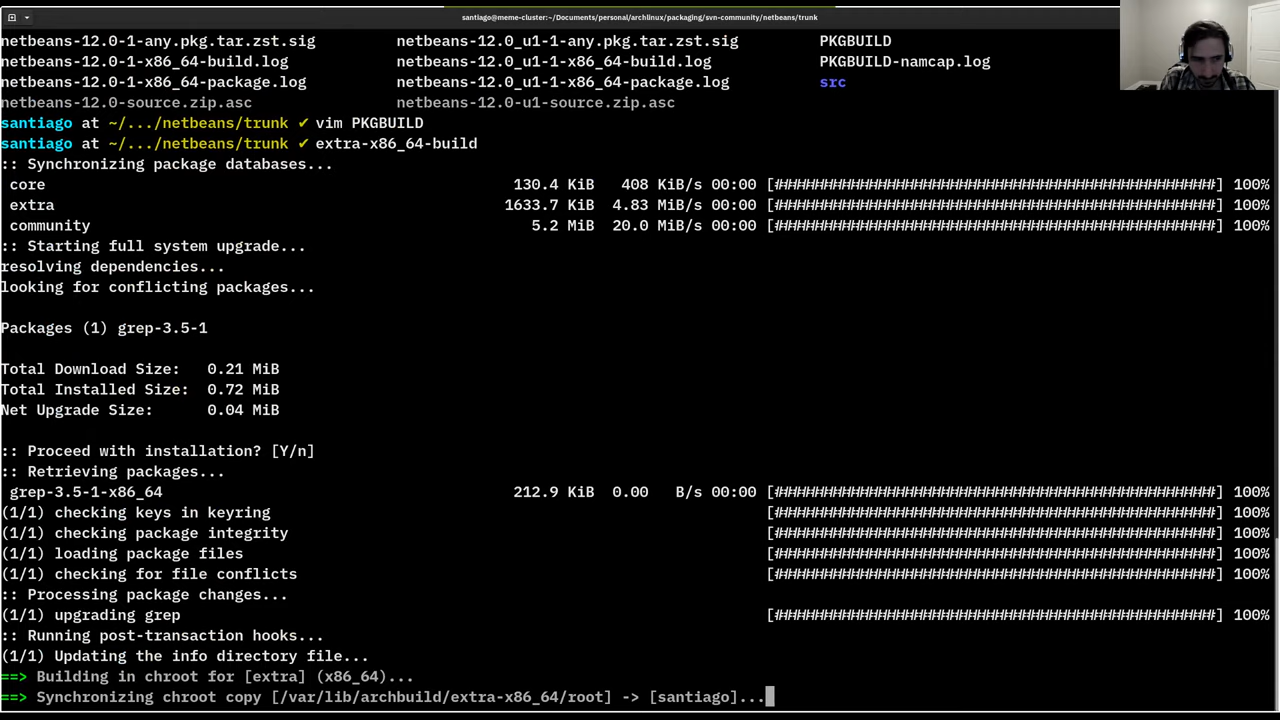 santiago@meme-cluster:~/Documents/personal/archlinux/packaging/svn-community/netbeans/trunk
netbeans-12.0-1-any.pkg.tar.zst.sig netbeans-12.0_u1-1-any.pkg.tar.zst.sig PKGBUILD
netbeans-12.0-1-x86_64-build.log netbeans-12.0_u1-1-x86_64-build.log PKGBUILD-namcap.log
netbeans-12.0-1-x86_64-package.log netbeans-12.0_u1-1-x86_64-package.log src
netbeans-12.0-source.zip.asc netbeans-12.0-u1-source.zip.asc
santiago at ~/.../netbeans/trunk ✔ vim PKGBUILD
santiago at ~/.../netbeans/trunk ✔ extra-x86_64-build
:: Synchronizing package databases...
core 130.4 KiB 408 KiB/s 00:00 [######################################################] 100%
extra 1633.7 KiB 4.83 MiB/s 00:00 [######################################################] 100%
community 5.2 MiB 20.0 MiB/s 00:00 [######################################################] 100%
:: Starting full system upgrade...
resolving dependencies...
looking for conflicting packages...
Packages (1) grep-3.5-1
Total Download Size: 0.21 MiB
Total Installed Size: 0.72 MiB
Net Upgrade Size: 0.04 MiB
:: Proceed with installation? [Y/n]
:: Retrieving packages...
grep-3.5-1-x86_64 212.9 KiB 0.00 B/s 00:00 [######################################################] 100%
(1/1) checking keys in keyring [######################################################] 100%
(1/1) checking package integrity [######################################################] 100%
(1/1) loading package files [######################################################] 100%
(1/1) checking for file conflicts [######################################################] 100%
:: Processing package changes...
(1/1) upgrading grep [######################################################] 100%
:: Running post-transaction hooks...
(1/1) Updating the info directory file...
==> Building in chroot for [extra] (x86_64)...
==> Synchronizing chroot copy [/var/lib/archbuild/extra-x86_64/root] -> [santiago]...